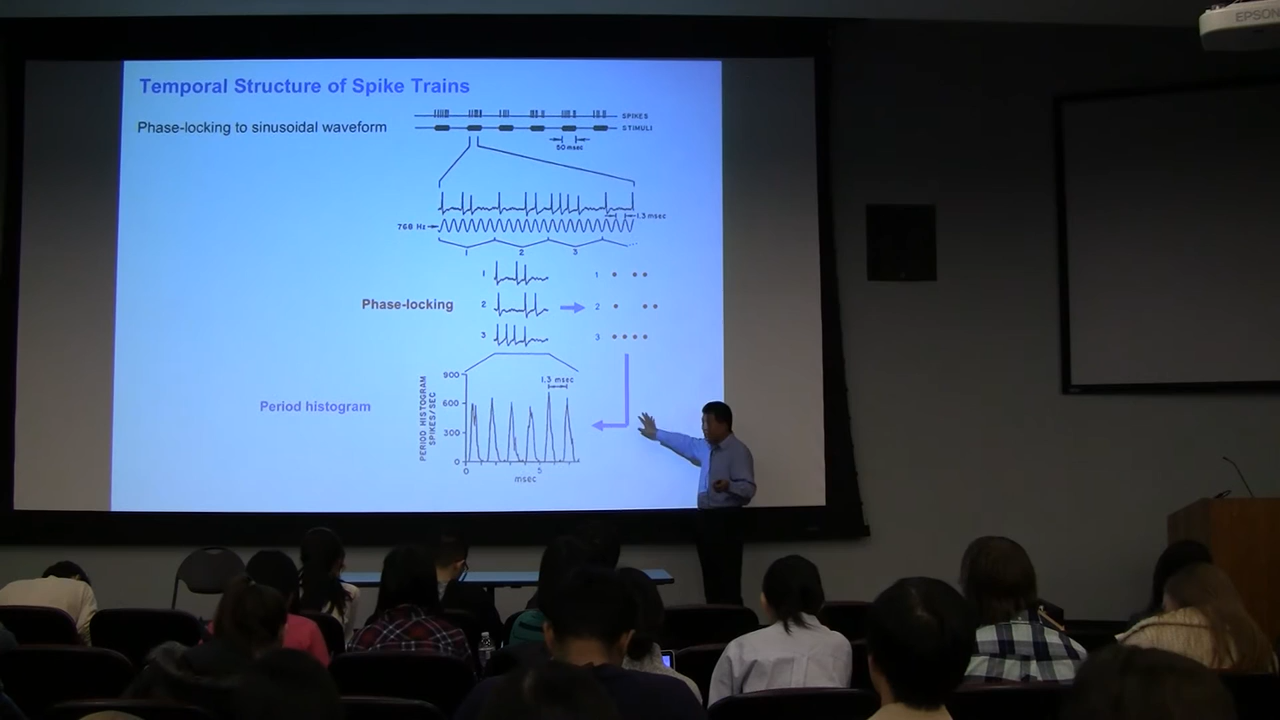 EPSON
Temporal Structure of Spike Trains
Phase-locking to sinusoidal waveform
SPIKES
STIMULI
50 msec
1.3 msec
768 Hz
1 2 3
1 1
Phase-locking 2 2
3 3
900
600
300
0
PERIOD HISTOGRAM
SPIKES/SEC
1.3 msec
Period histogram
0 5
msec